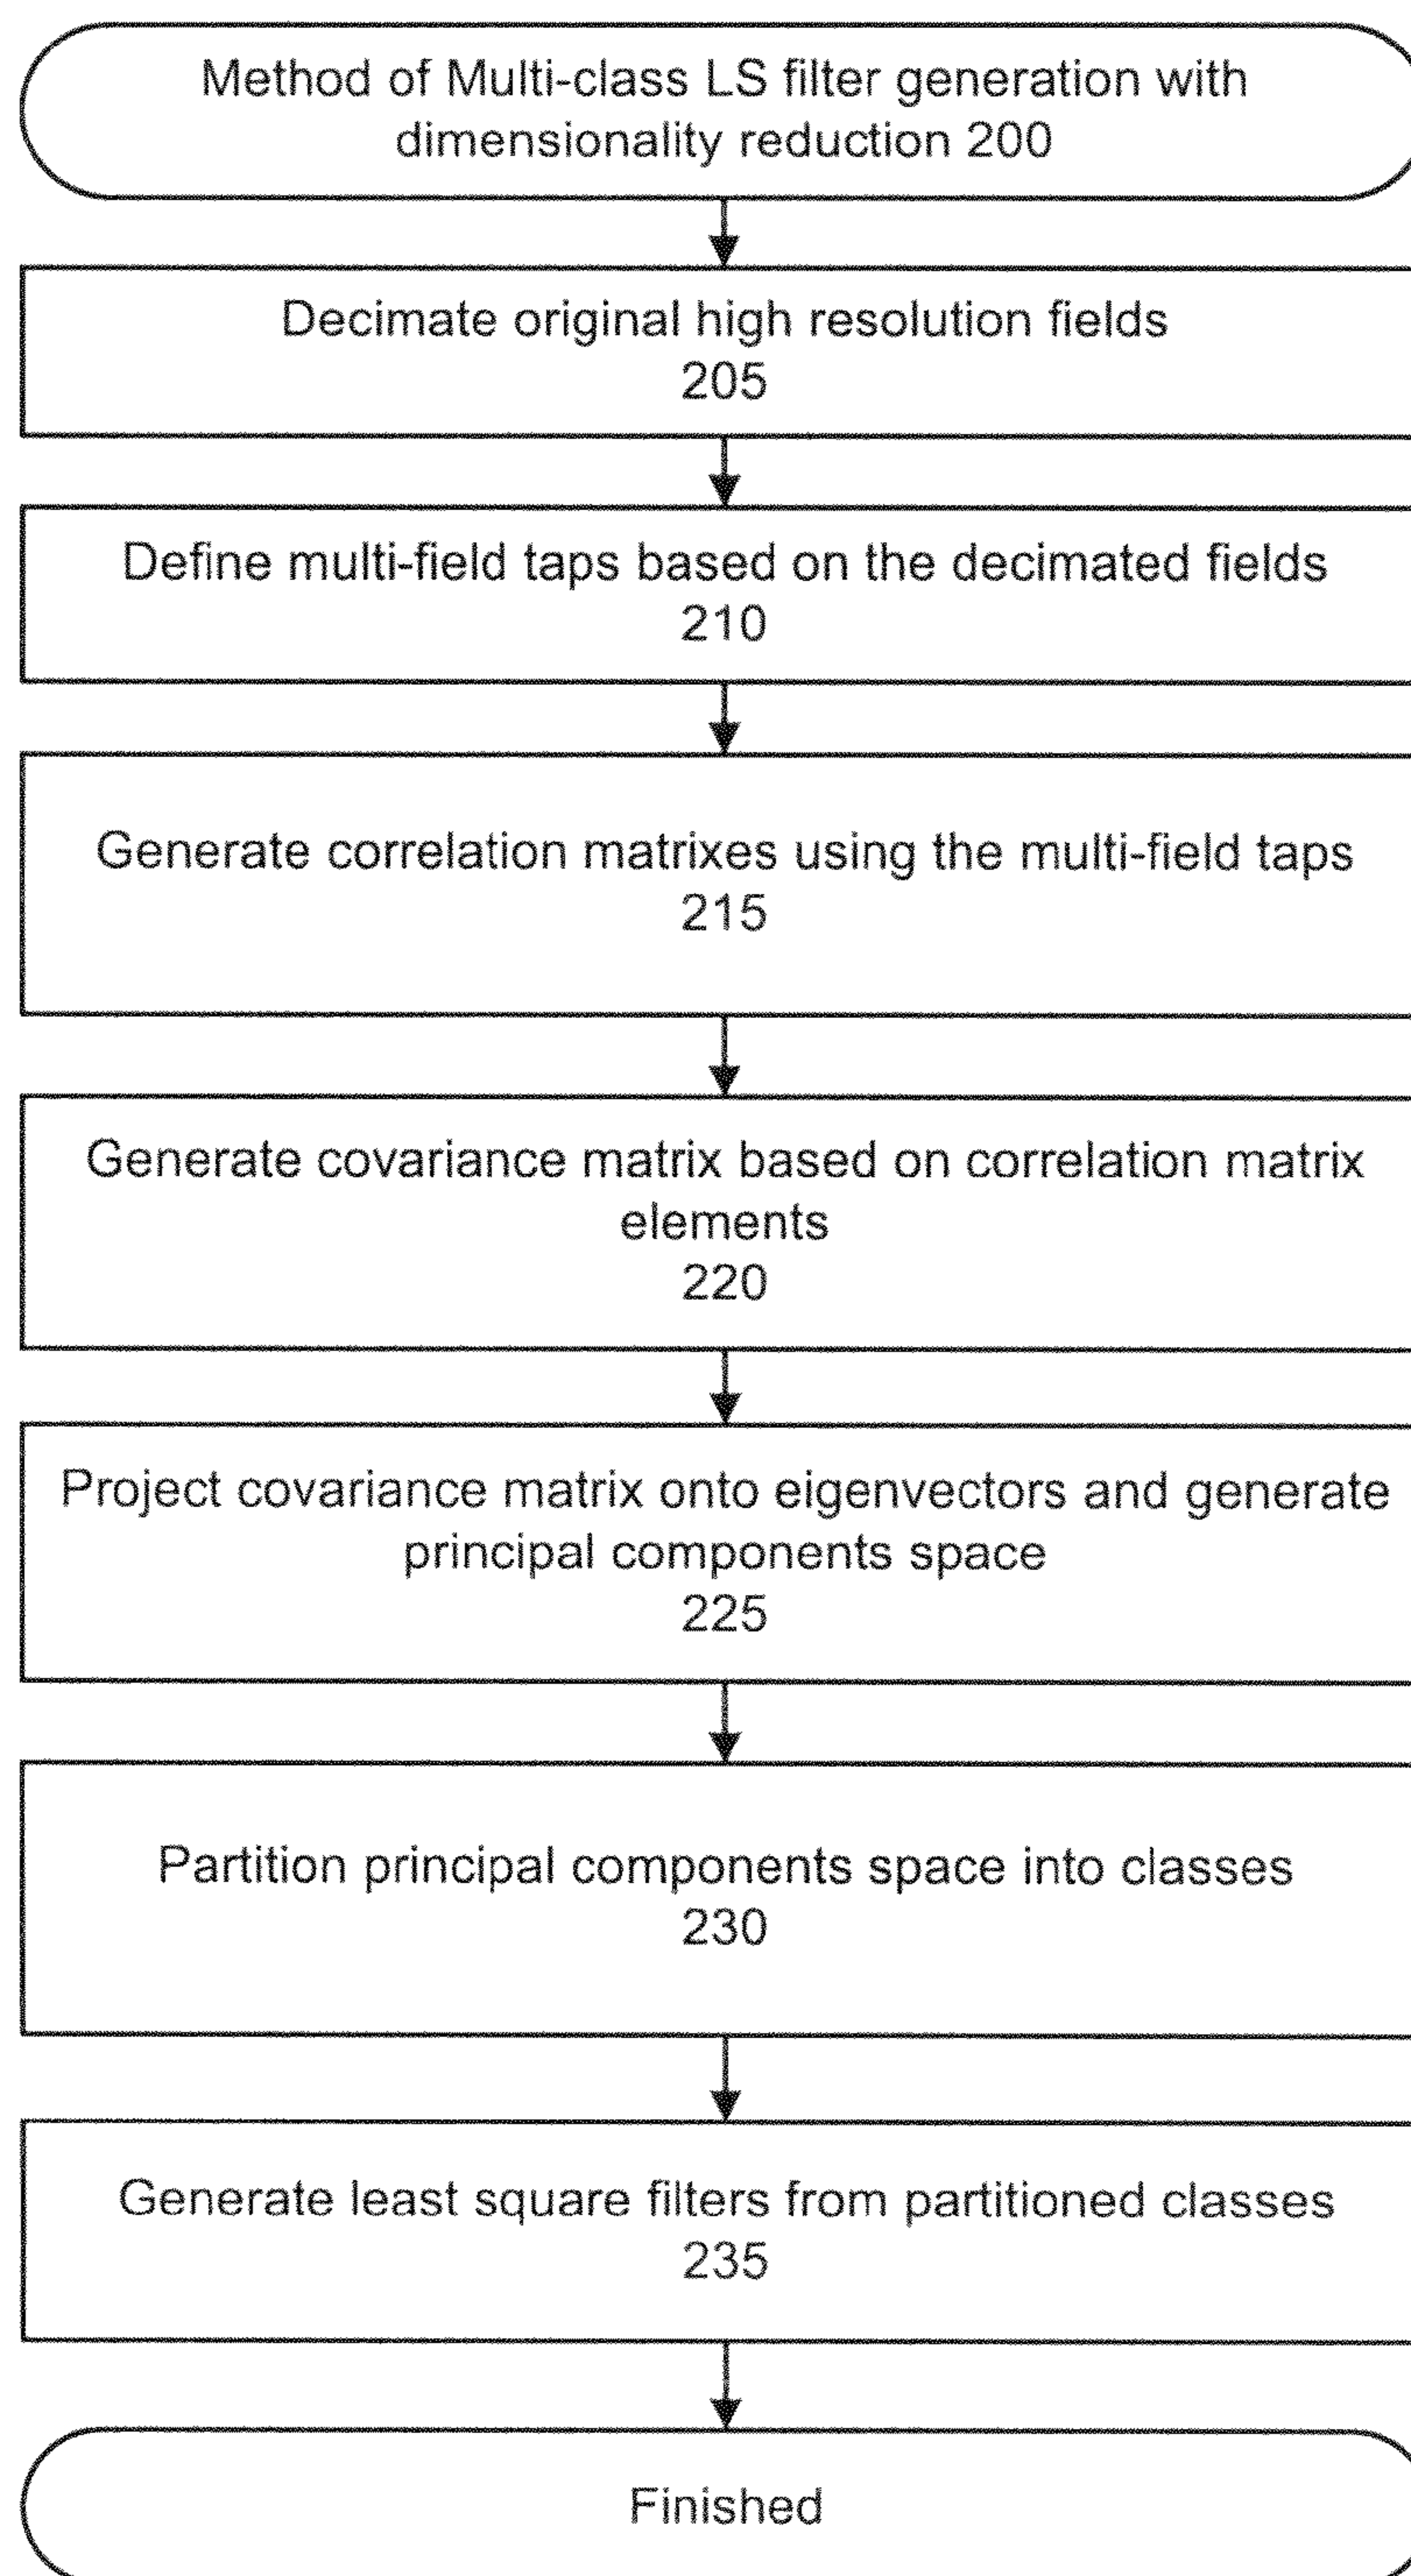 Method of Multi-class LS filter generation with
dimensionality reduction 200
Decimate original high resolution fields
205
Define multi-field taps based on the decimated fields
210
Generate correlation matrixes using the multi-field taps
215
Generate covariance matrix based on correlation matrix
elements
220
Project covariance matrix onto eigenvectors and generate
principal components space
225
Partition principal components space into classes
230
Generate least square filters from partitioned classes
235
Finished